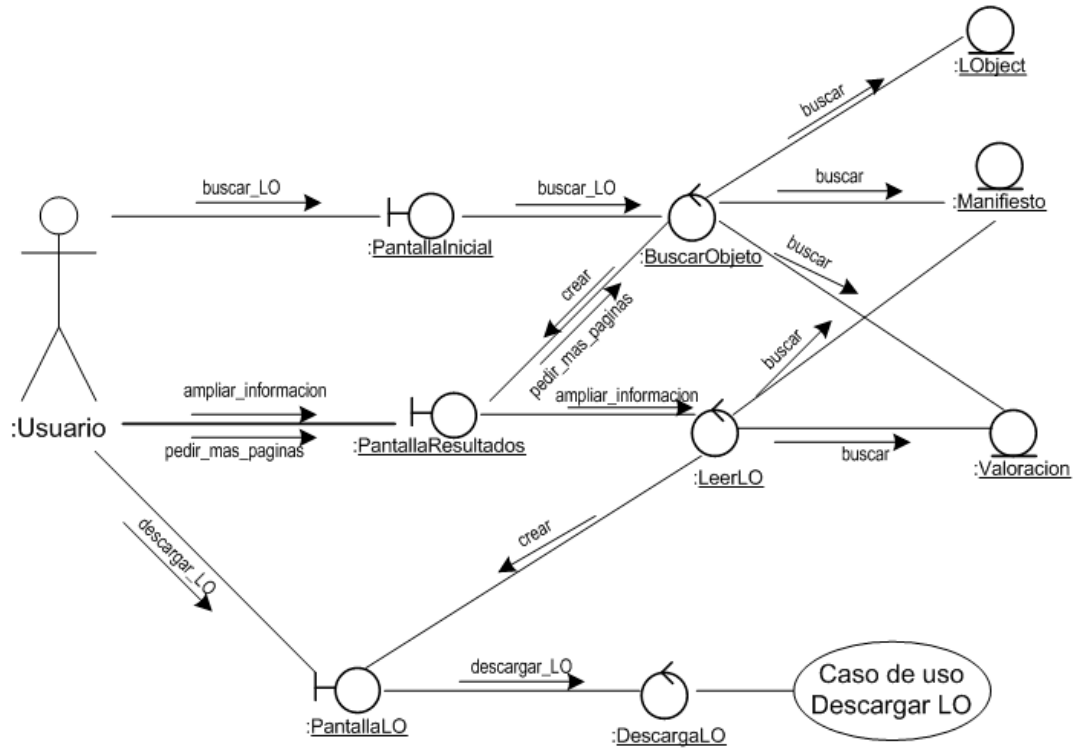 buscar
:LObject
buscar_LO
buscar_LO
buscar
:PantallaInicial
:BuscarObjeto
:Manifiesto
buscar
crear
pedir_mas_paginas
buscar
ampliar_informacion
ampliar_informacion
:Usuario
pedir_mas_paginas
:PantallaResultados
buscar
:LeerLO
:Valoracion
crear
descargar_LO
descargar_LO
:PantallaLO
:DescargaLO
Caso de uso
Descargar LO